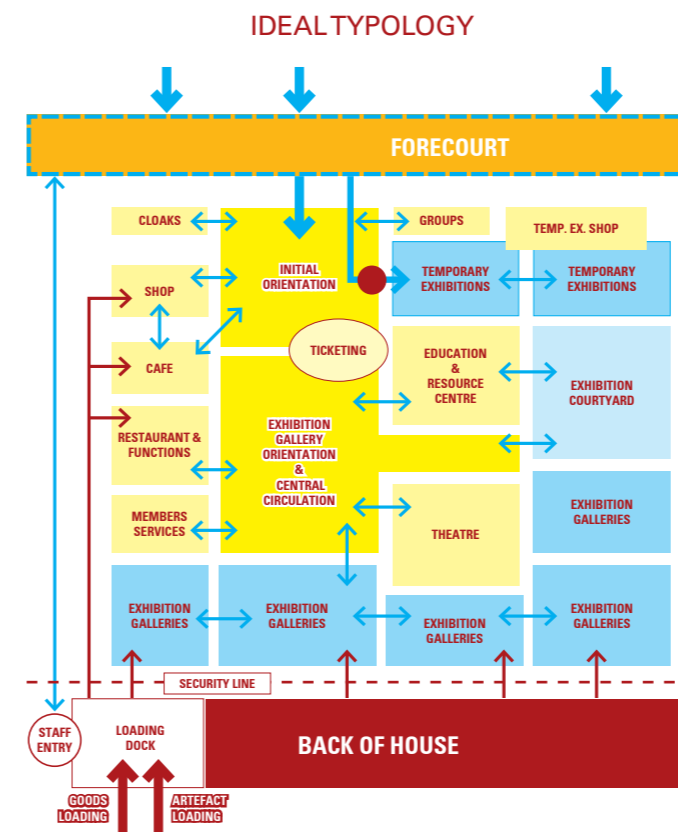 IDEAL TYPOLOGY
FORECOURT
CLOAKS
GROUPS
TEMP. EX. SHOP
INITIAL
ORIENTATION
TEMPORARY
EXHIBITIONS
TEMPORARY
EXHIBITIONS
SHOP
TICKETING
CAFE
EDUCATION
&
RESOURCE
CENTRE
EXHIBITION
COURTYARD
RESTAURANT &
FUNCTIONS
EXHIBITION
GALLERY
ORIENTATION
&
CENTRAL
CIRCULATION
MEMBERS
SERVICES
THEATRE
EXHIBITION
GALLERIES
EXHIBITION
GALLERIES
EXHIBITION
GALLERIES
EXHIBITION
GALLERIES
EXHIBITION
GALLERIES
SECURITY LINE
STAFF
ENTRY
LOADING
DOCK
BACK OF HOUSE
GOODS
LOADING
ARTEFACT
LOADING